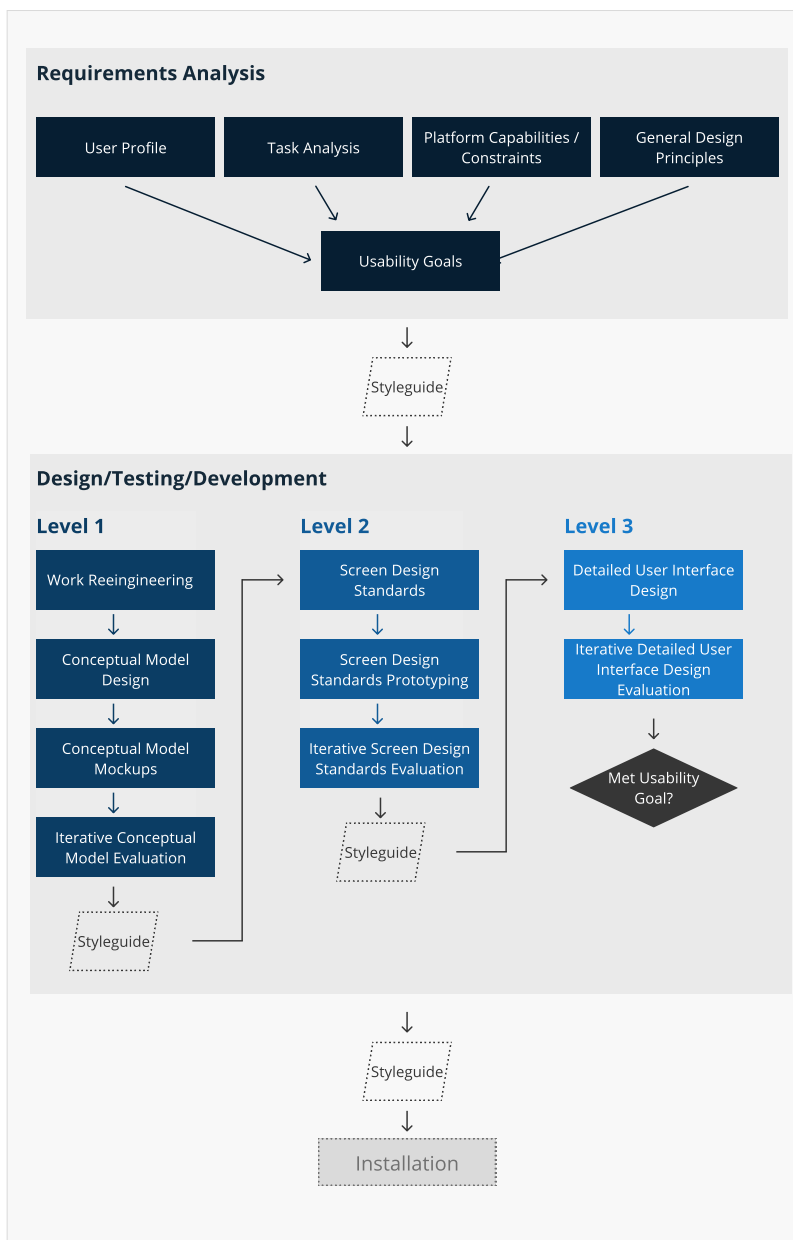 Requirements Analysis
User Profile
Task Analysis
Platform Capabilities /
Constraints
General Design
Principles
Usability Goals
Styleguide
Design/Testing/Development
Level 1
Work Reeingineering
Conceptual Model
Design
Conceptual Model
Mockups
Iterative Conceptual
Model Evaluation
Styleguide
Level 2
Screen Design
Standards
Screen Design
Standards Prototyping
Iterative Screen Design
Standards Evaluation
Styleguide
Level 3
Detailed User Interface
Design
Iterative Detailed User
Interface Design
Evaluation
Met Usability
Goal?
Styleguide
Installation